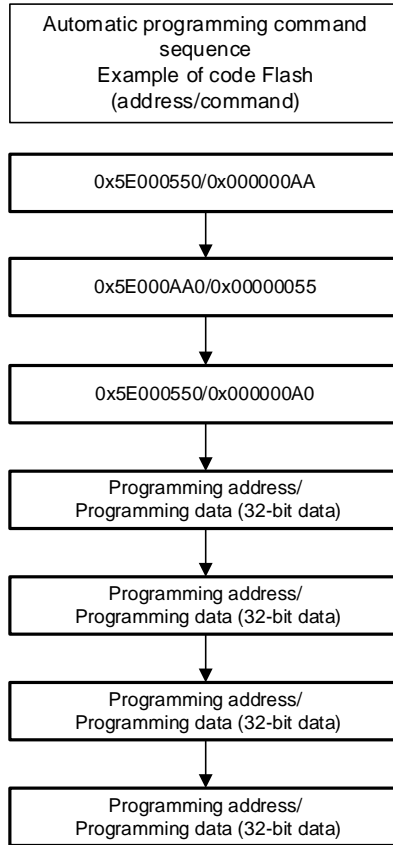 Automatic programming command
sequence
Example of code Flash
(address/command)
0x5E000550/0x000000AA
0x5E000AA0/0x00000055
0x5E000550/0x000000A0
Programming address/
Programming data (32-bit data)
Programming address/
Programming data (32-bit data)
Programming address/
Programming data (32-bit data)
Programming address/
Programming data (32-bit data)